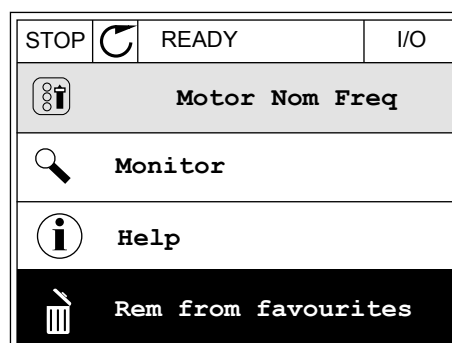 STOP READY I/O
Motor Nom Freq
Monitor
Help
Rem from favourites